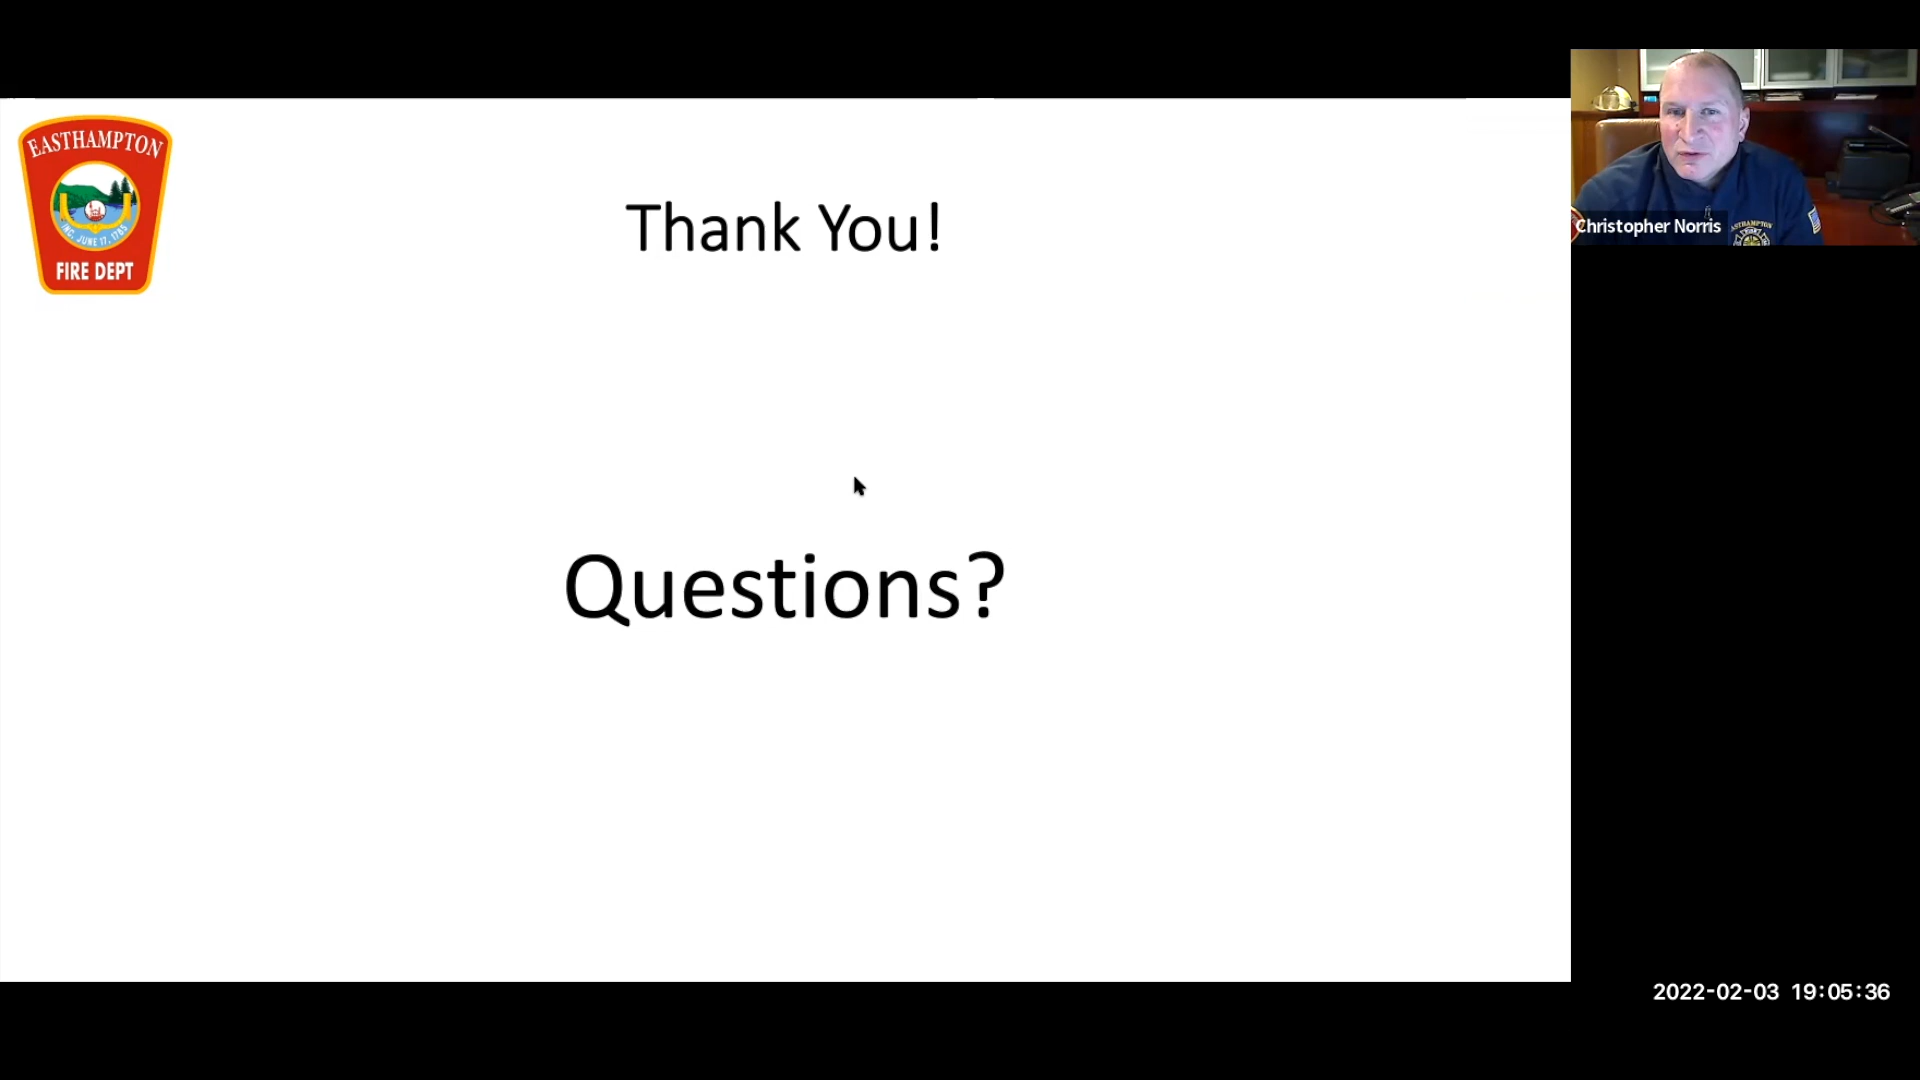 EASTHAMPTON
INC. JUNE 17, 1785
FIRE DEPT
Thank You!
Questions?
Christopher Norris
2022-02-03 19:05:36